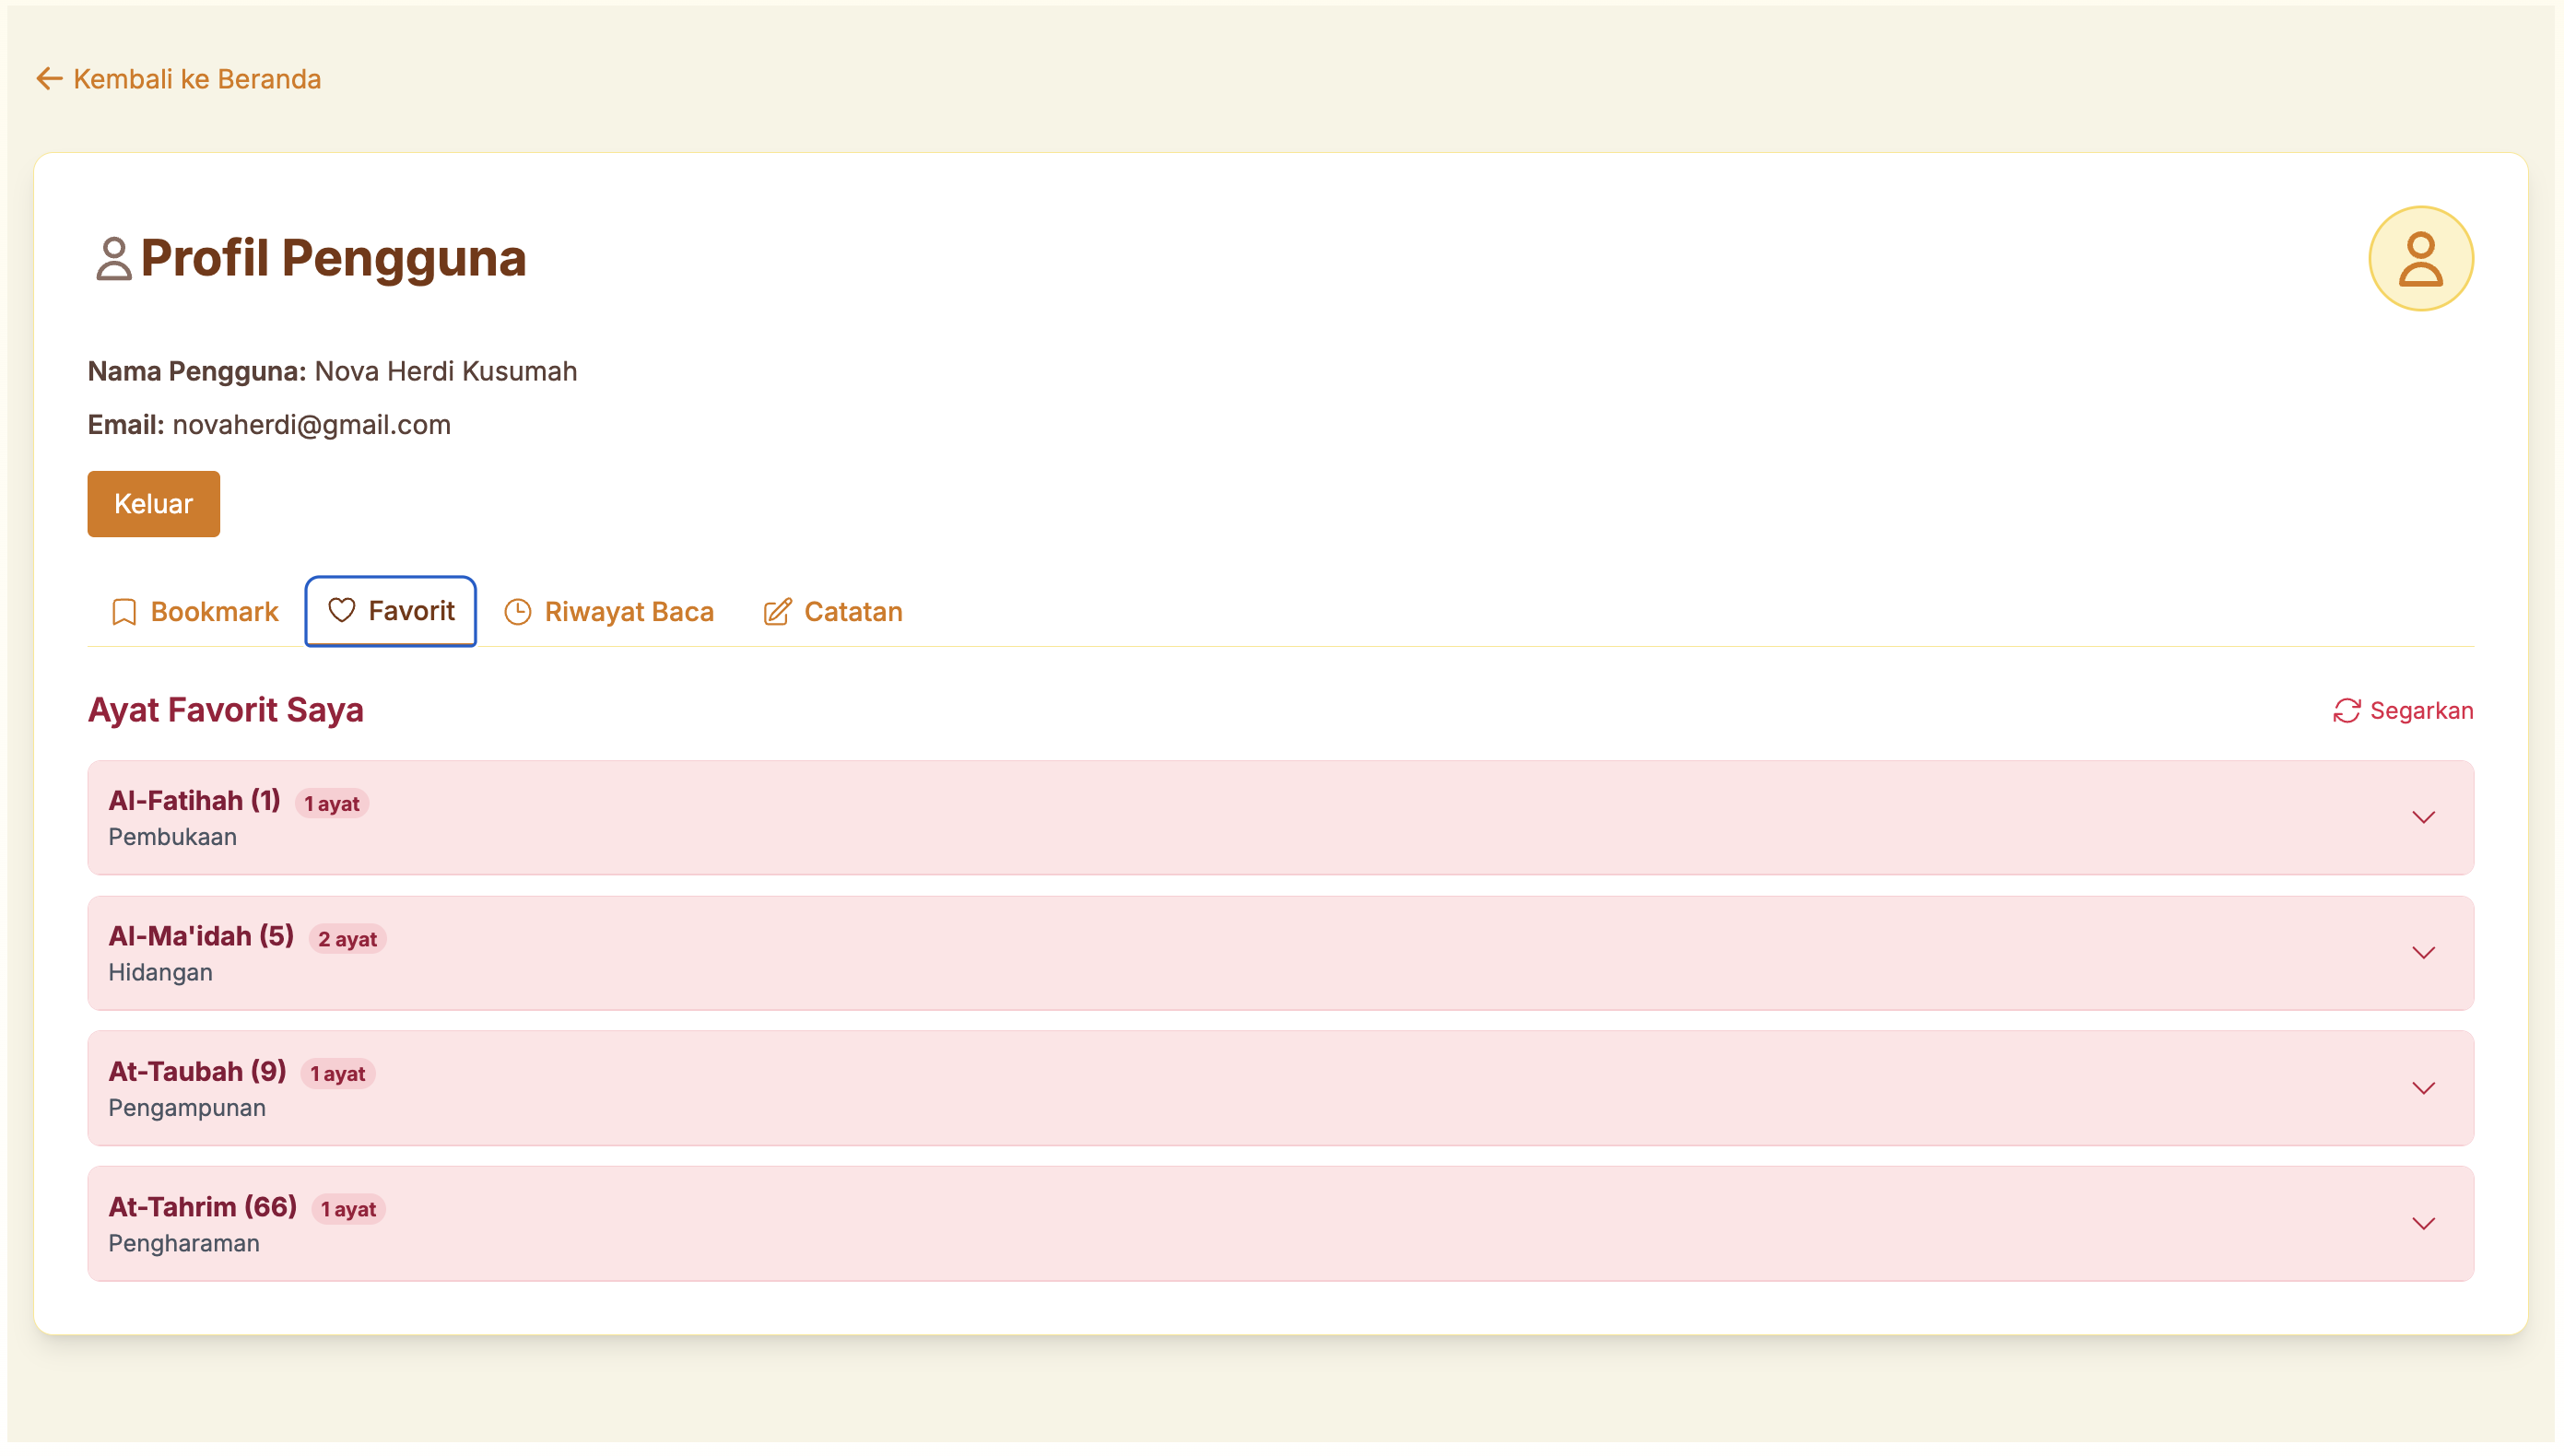 Kembali ke Beranda
Profil Pengguna
Nama Pengguna: Nova Herdi Kusumah
Email: novaherdi@gmail.com
Keluar
Bookmark Favorit Riwayat Baca Catatan
Ayat Favorit Saya Segarkan
Al-Fatihah (1) 1 ayat
Pembukaan
Al-Ma'idah (5) 2 ayat
Hidangan
At-Taubah (9) 1 ayat
Pengampunan
At-Tahrim (66) 1 ayat
Pengharaman